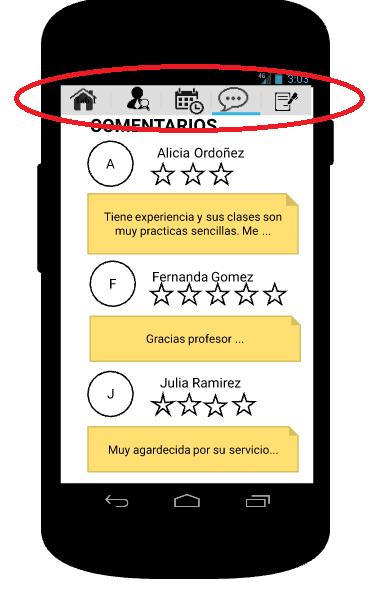 4G 3:03
COMENTARIOS
A
Alicia Ordoñez
Tiene experiencia y sus clases son
muy practicas sencillas. Me ...
F
Fernanda Gomez
Gracias profesor ...
J
Julia Ramirez
Muy agardecida por su servicio...